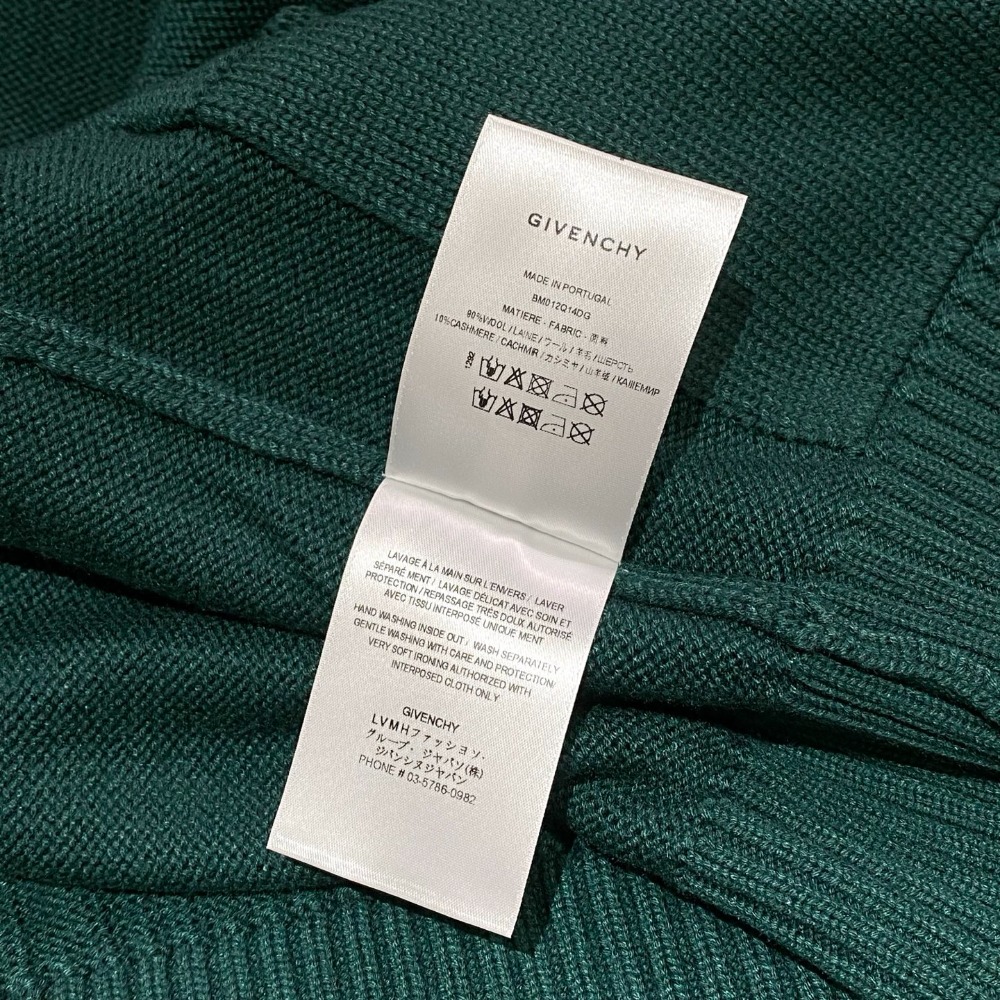 GIVENCHY
MADE IN PORTUGAL
BM012Q14DG
MATIERE - FABRIC - 面料
90%WOOL / LAINE / ウール / 羊毛 / ШЕРСТЬ
10%CASHMERE / CACHMIR / カシミヤ / 山羊绒 / КАШЕМИР
LAVAGE À LA MAIN SUR L'ENVERS / LAVER
SÉPARÉ MENT / LAVAGE DÉLICAT AVEC SOIN ET
PROTECTION / REPASSAGE TRÈS DOUX AUTORISÉ
AVEC TISSU INTERPOSÉ UNIQUE MENT
HAND WASHING INSIDE OUT / WASH SEPARATELY
GENTLE WASHING WITH CARE AND PROTECTION/
VERY SOFT IRONING AUTHORIZED WITH
INTERPOSED CLOTH ONLY
GIVENCHY
LVMHファッショソ.
グループ. ジャパソ(株)
ジバンシヌジャパン
PHONE # 03-5786-0982